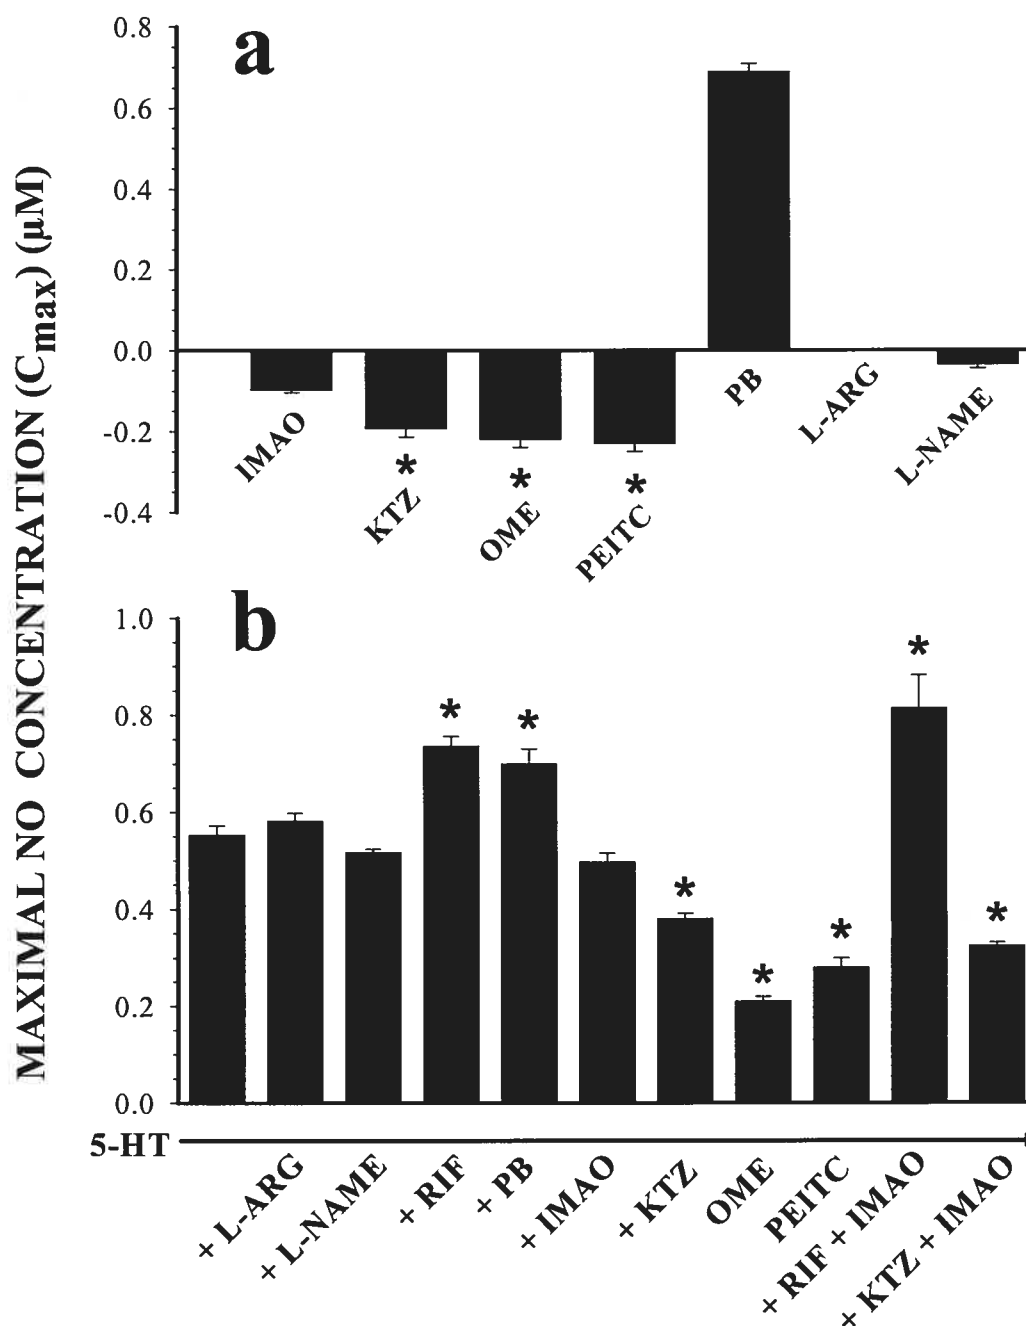 MAXIMAL NO CONCENTRATION (Cmax) (μM)
a
0.8
0.6
0.4
0.2
0.0
-0.2
-0.4
IMAO
*
KTZ
*
OME
*
PEITC
PB
L-ARG
L-NAME
b
1.0
0.8
0.6
0.4
0.2
0.0
*
*
*
*
*
*
*
5-HT
+ L-ARG
+ L-NAME
+ RIF
+ PB
+ IMAO
+ KTZ
OME
PEITC
+ RIF + IMAO
+ KTZ + IMAO